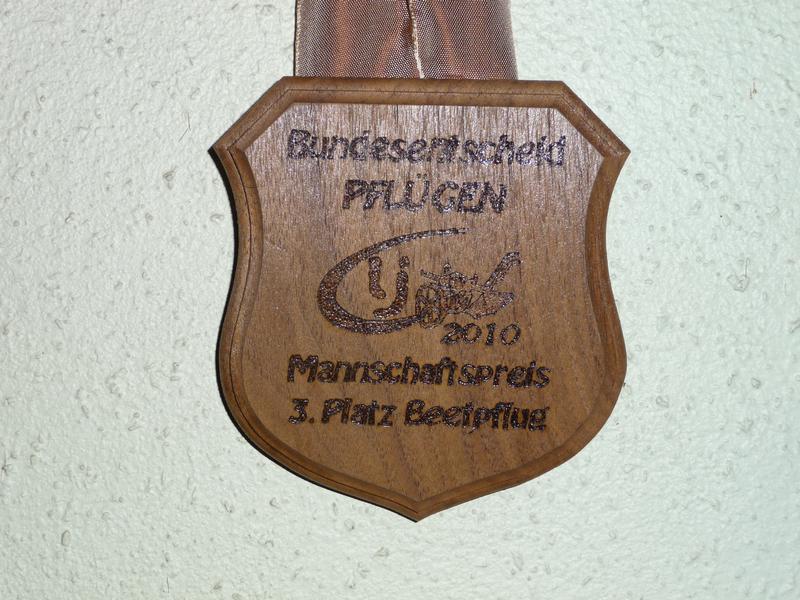 Bundesentscheid
PFLÜGEN
2010
Mannschaftspreis
3. Platz Beetpflug